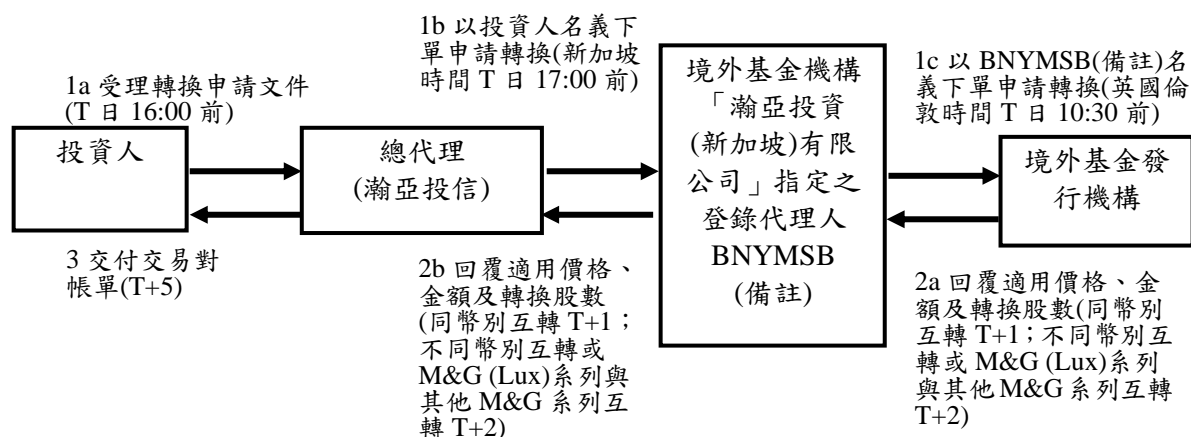 1a 受理轉換申請文件
(T 日 16:00 前)
1b 以投資人名義下
單申請轉換(新加坡
時間 T 日 17:00 前)
1c 以 BNYMSB(備註)名
義下單申請轉換(英國倫
敦時間 T 日 10:30 前)
投資人
總代理
(瀚亞投信)
境外基金機構
「瀚亞投資
(新加坡)有限
公司」指定之
登錄代理人
BNYMSB
(備註)
境外基金發
行機構
3 交付交易對
帳單(T+5)
2b 回覆適用價格、
金額及轉換股數
(同幣別互轉 T+1；
不同幣別互轉或
M&G (Lux)系列與
其他 M&G 系列互
轉 T+2)
2a 回覆適用價格、金
額及轉換股數(同幣別
互轉 T+1；不同幣別互
轉或 M&G (Lux)系列
與其他 M&G 系列互轉
T+2)